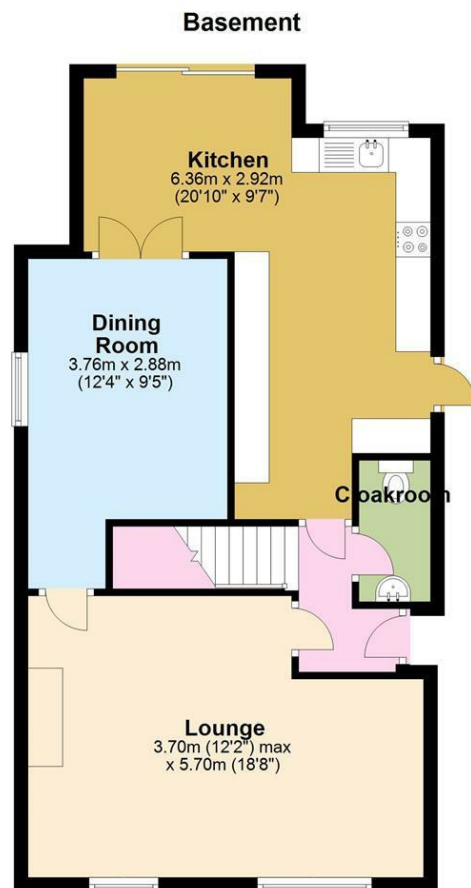 Basement
Kitchen
6.36m x 2.92m
(20'10" x 9'7")
Dining
Room
3.76m x 2.88m
(12'4" x 9'5")
Cloakroom
Lounge
3.70m (12'2") max
x 5.70m (18'8")